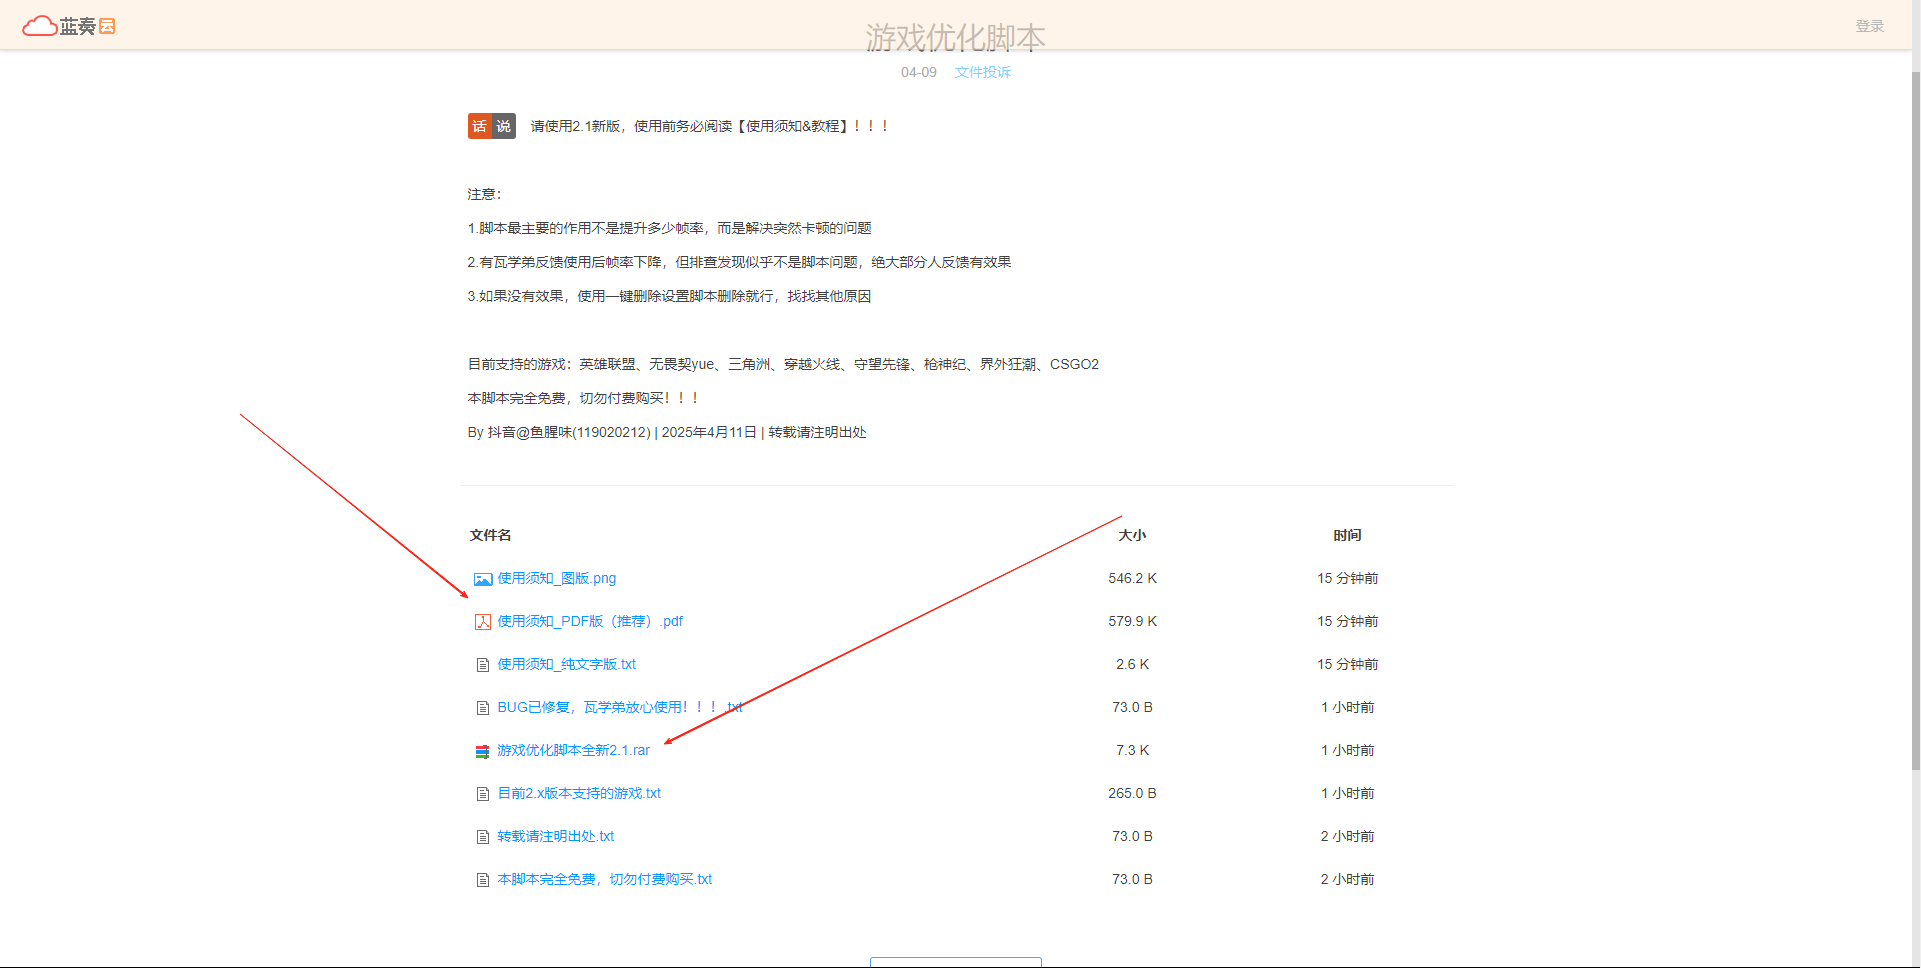 蓝奏云
登录
游戏优化脚本
04-09 文件投诉
话说 请使用2.1新版，使用前务必阅读【使用须知&教程】！！！
注意：
1.脚本最主要的作用不是提升多少帧率，而是解决突然卡顿的问题
2.有瓦学弟反馈使用后帧率下降，但排查发现似乎不是脚本问题，绝大部分人反馈有效果
3.如果没有效果，使用一键删除设置脚本删除就行，找找其他原因
目前支持的游戏：英雄联盟、无畏契yue、三角洲、穿越火线、守望先锋、枪神纪、界外狂潮、CSGO2
本脚本完全免费，切勿付费购买！！！
By 抖音@鱼腥味(119020212) | 2025年4月11日 | 转载请注明出处
文件名 大小 时间
使用须知_图版.png 546.2 K 15 分钟前
使用须知_PDF版（推荐）.pdf 579.9 K 15 分钟前
使用须知_纯文字版.txt 2.6 K 15 分钟前
BUG已修复，瓦学弟放心使用！！！.txt 73.0 B 1 小时前
游戏优化脚本全新2.1.rar 7.3 K 1 小时前
目前2.x版本支持的游戏.txt 265.0 B 1 小时前
转载请注明出处.txt 73.0 B 2 小时前
本脚本完全免费，切勿付费购买.txt 73.0 B 2 小时前